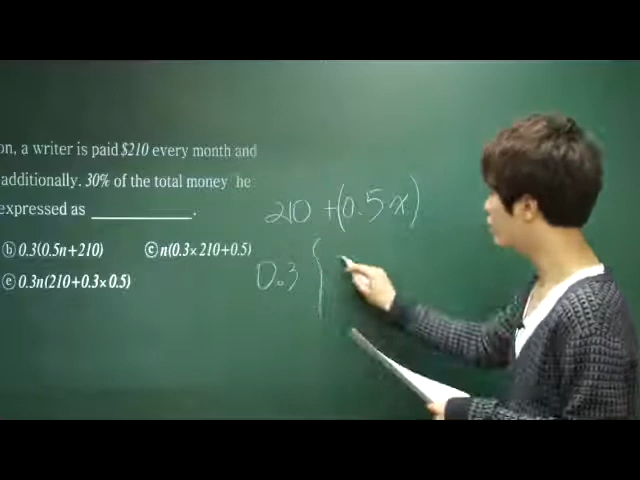 on, a writer is paid $210 every month and
additionally. 30% of the total money he
expressed as __________.
ⓑ 0.3(0.5n+210) ⓒ n(0.3×210+0.5)
ⓔ 0.3n(210+0.3×0.5)
210 +(0.5·x)
0.3 (